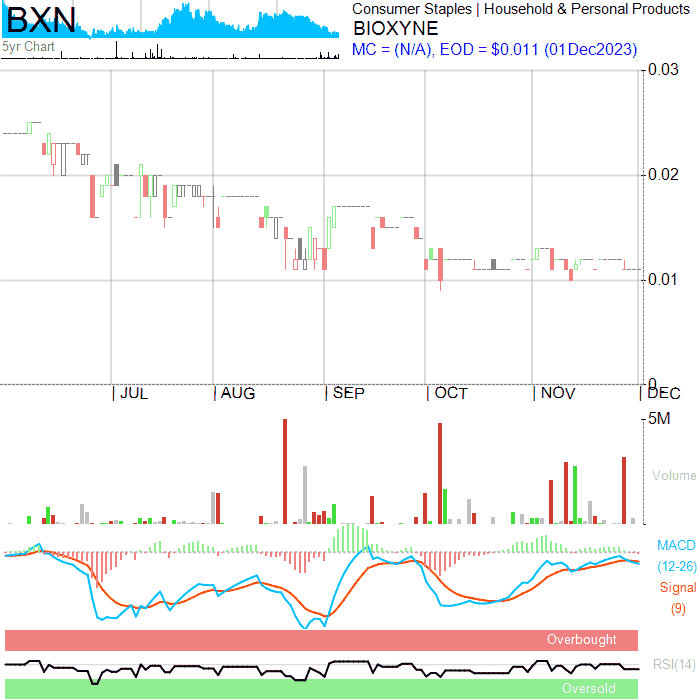 BXN
5yr Chart
Consumer Staples | Household & Personal Products
BIOXYNE
MC = (N/A), EOD = $0.011 (01Dec2023)
0.03
0.02
0.01
0
| JUL | AUG | SEP | OCT | NOV | DEC
5M
Volume
MACD
(12-26)
Signal
(9)
Overbought
RSI(14)
Oversold